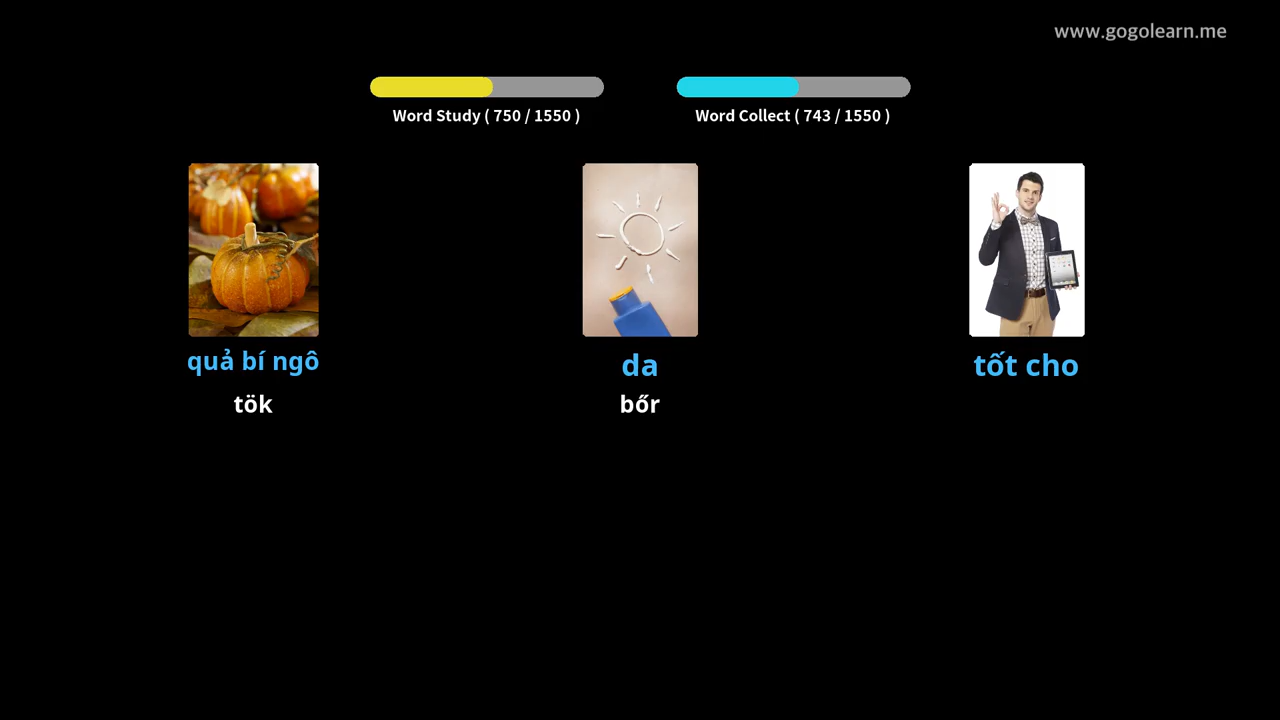 www.gogolearn.me
Word Study ( 750 / 1550 )
Word Collect ( 743 / 1550 )
quả bí ngô
tök
da
bőr
tốt cho